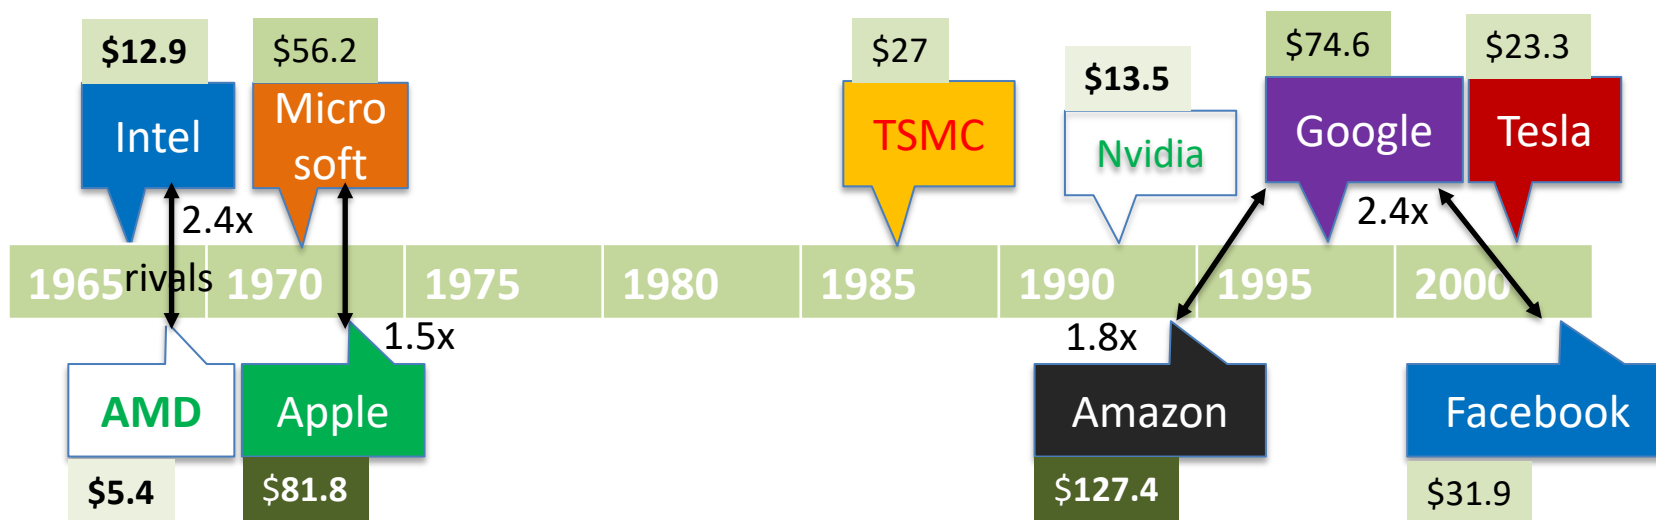 $12.9
$56.2
$27
$13.5
$74.6
$23.3
Intel
Micro
soft
TSMC
Nvidia
Google
Tesla
2.4x
2.4x
1965
rivals
1970
1975
1980
1985
1990
1995
2000
1.5x
1.8x
AMD
Apple
Amazon
Facebook
$5.4
$81.8
$127.4
$31.9